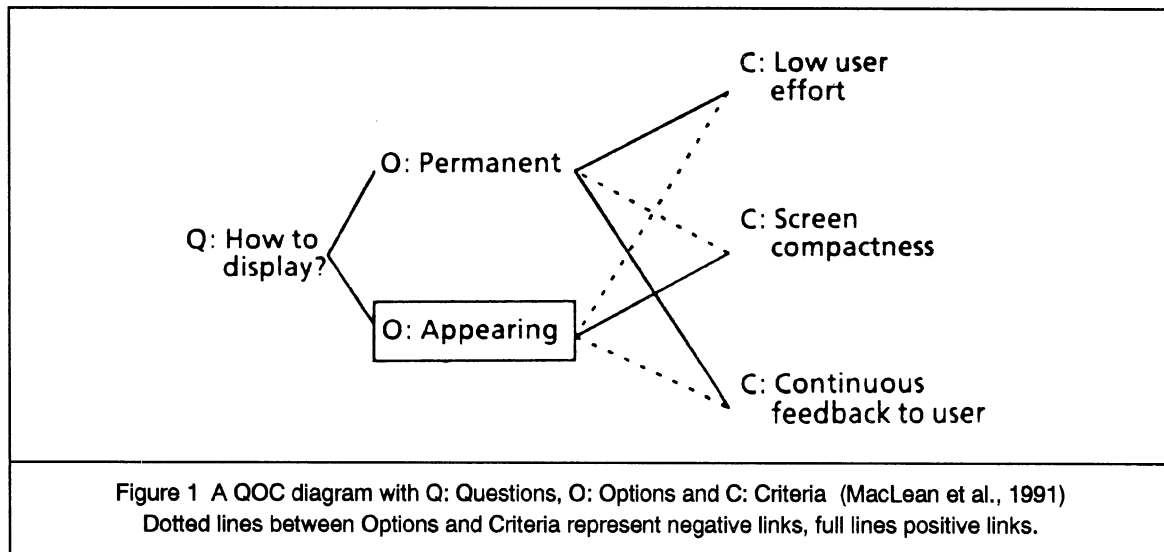 C: Low user
effort
O: Permanent
Q: How to
display?
C: Screen
compactness
O: Appearing
C: Continuous
feedback to user
Figure 1 A QOC diagram with Q: Questions, O: Options and C: Criteria (MacLean et al., 1991)
Dotted lines between Options and Criteria represent negative links, full lines positive links.